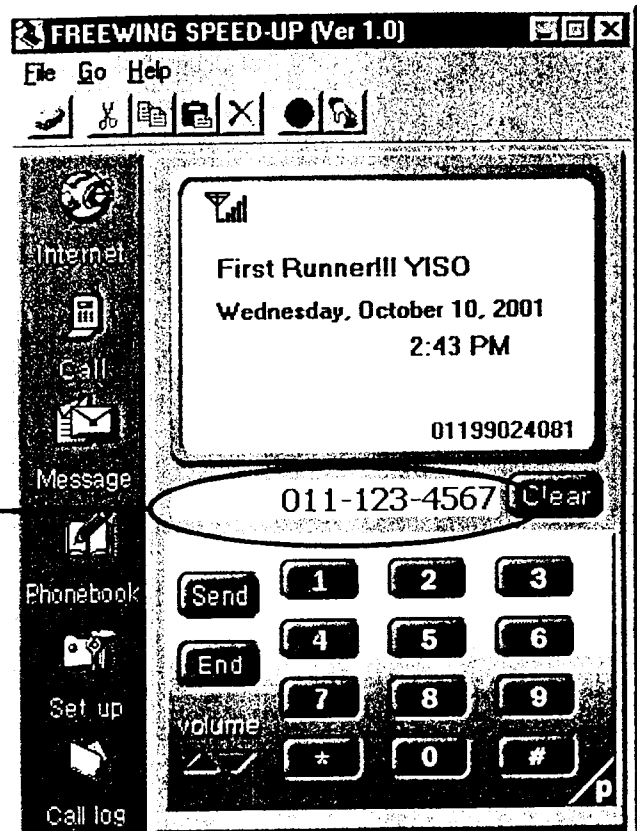 FREEWING SPEED-UP (Ver 1.0)
File Go Help
Internet
Call
Message
Phonebook
Set up
Call log
First Runner!!! YISO
Wednesday, October 10, 2001
2:43 PM
01199024081
011-123-4567 Clear
Send 1 2 3
End 4 5 6
volume 7 8 9
* 0 #
p